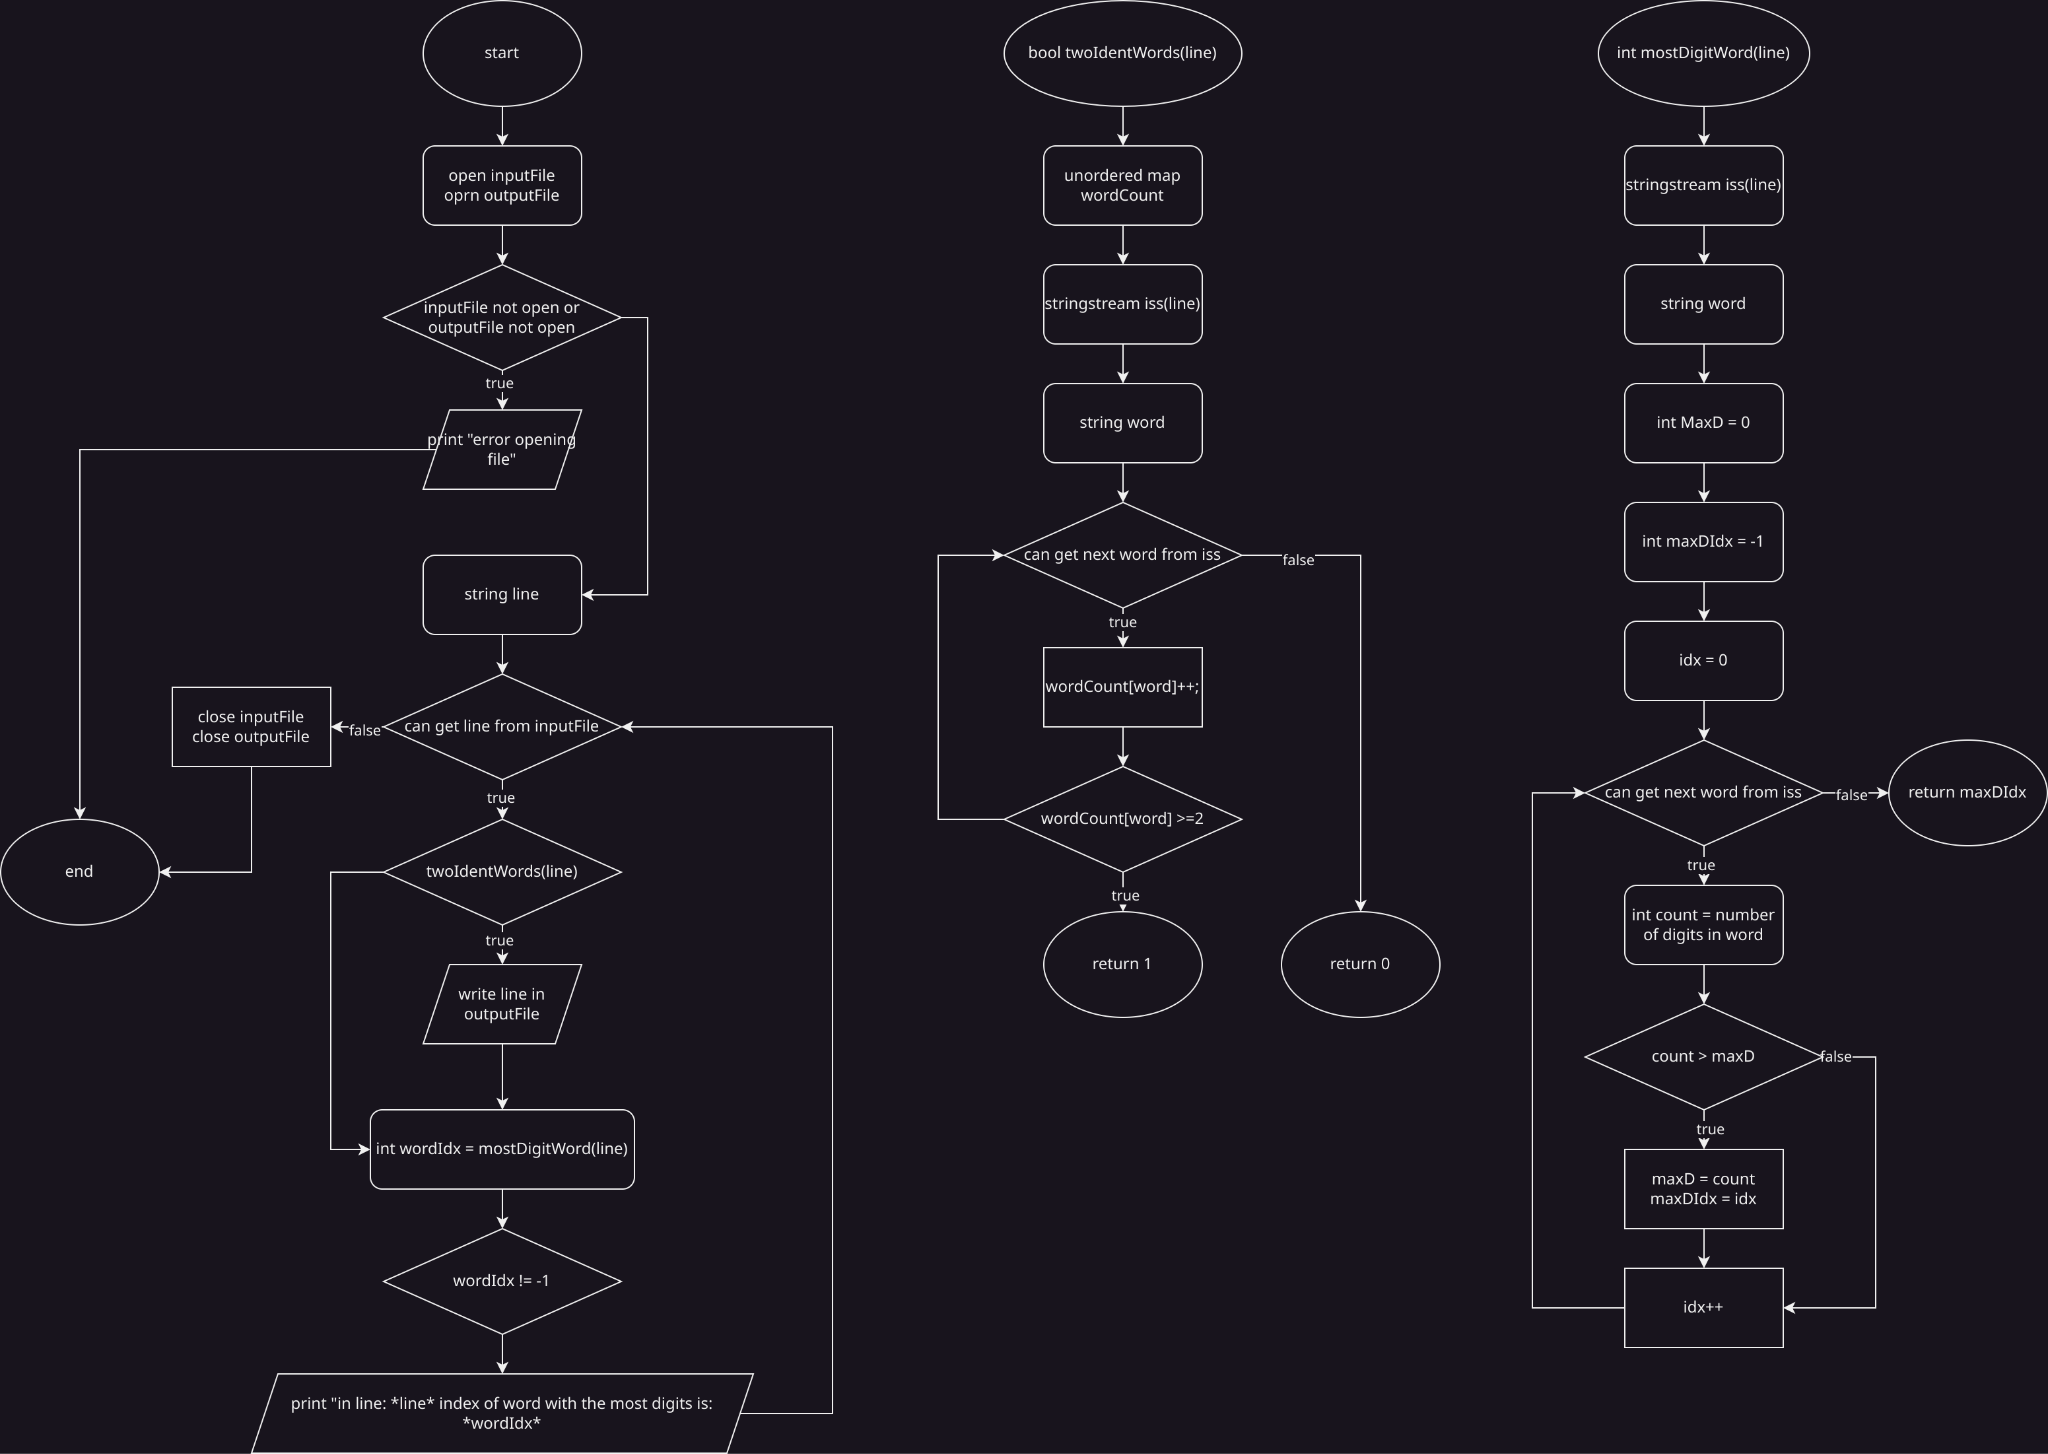 start
open inputFile
oprn outputFile
inputFile not open or
outputFile not open
true
print "error opening
file"
string line
can get line from inputFile
false
close inputFile
close outputFile
end
true
twoIdentWords(line)
true
write line in
outputFile
int wordIdx = mostDigitWord(line)
wordIdx != -1
print "in line: *line* index of word with the most digits is:
*wordIdx*
bool twoIdentWords(line)
unordered map
wordCount
stringstream iss(line)
string word
can get next word from iss
false
true
wordCount[word]++;
wordCount[word] >=2
true
return 1
return 0
int mostDigitWord(line)
stringstream iss(line)
string word
int MaxD = 0
int maxDIdx = -1
idx = 0
can get next word from iss
false
return maxDIdx
true
int count = number
of digits in word
count > maxD
false
true
maxD = count
maxDIdx = idx
idx++